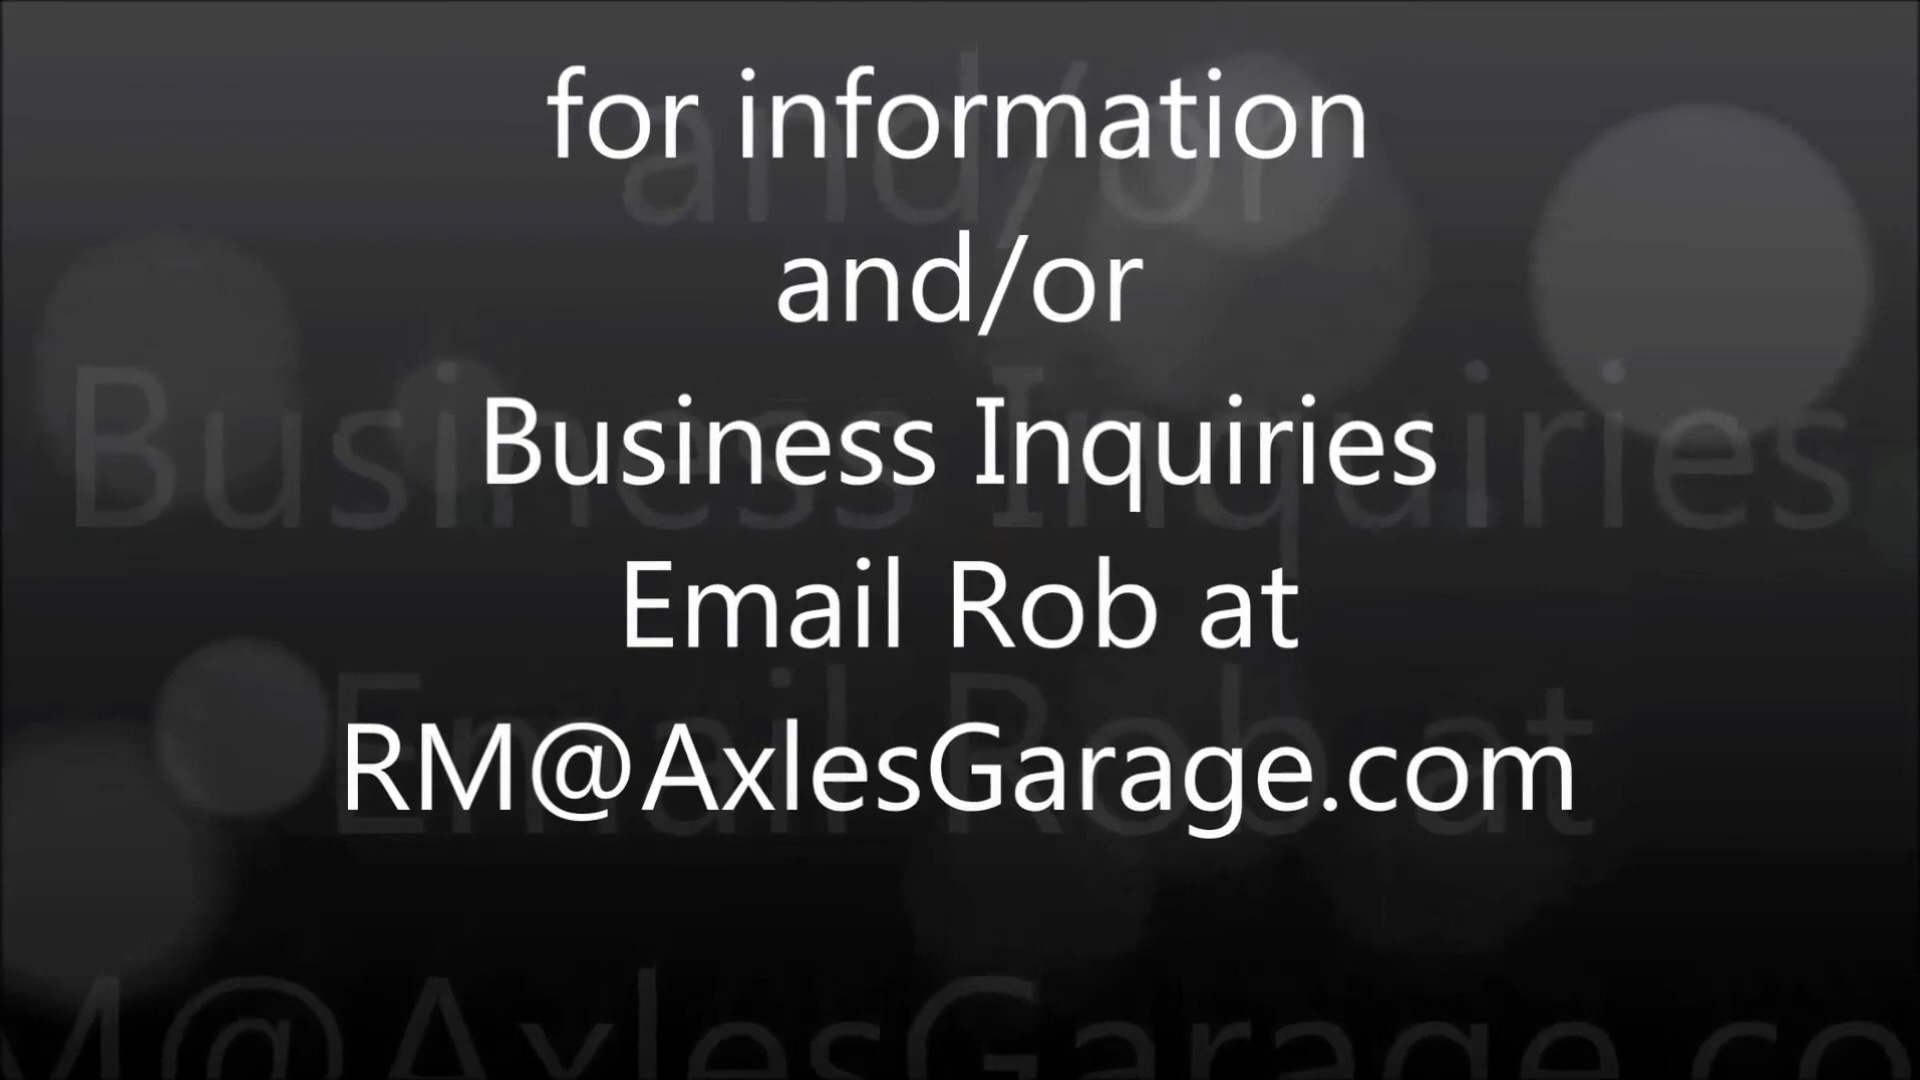 for information
and/or
Business Inquiries
Email Rob at
RM@AxlesGarage.com